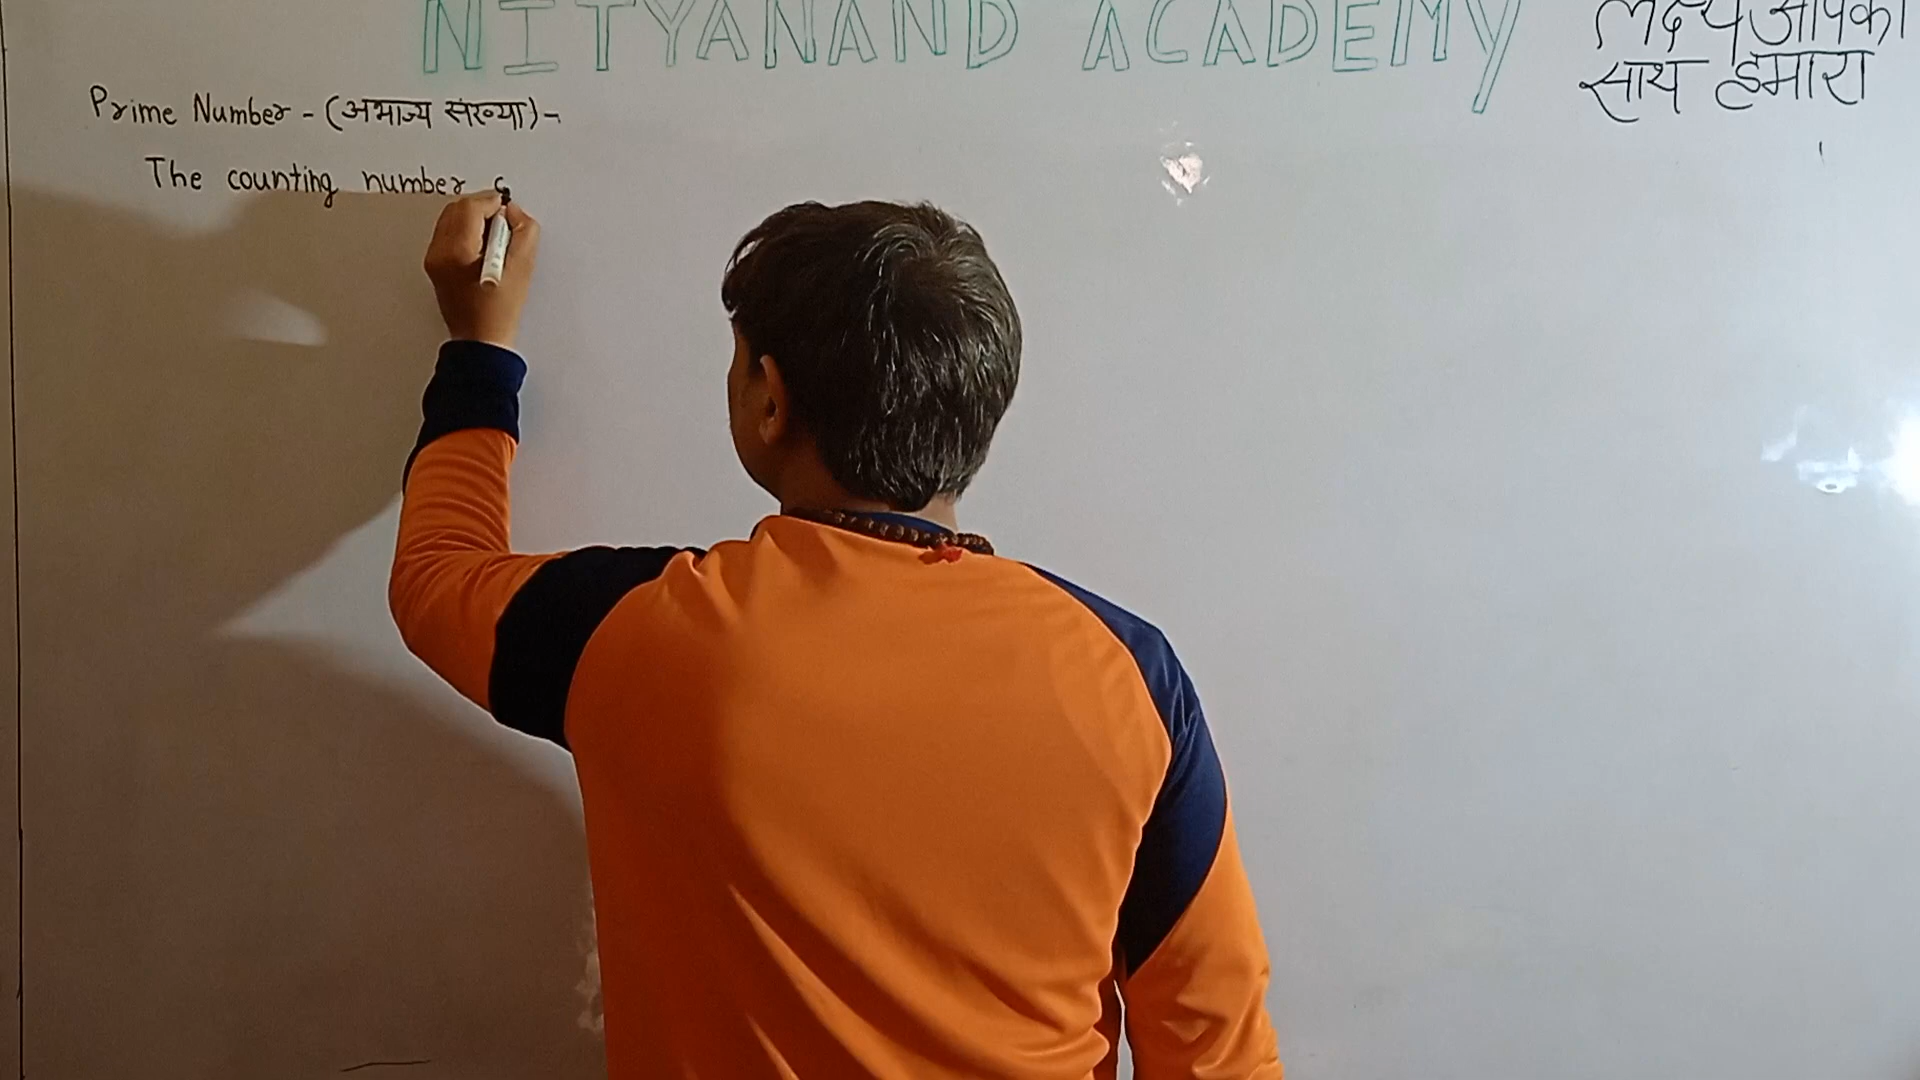 NITYANAND ACADEMY
लक्ष्य आपका
साथ हमारा
Prime Number - (अभाज्य संख्या) -
The counting number